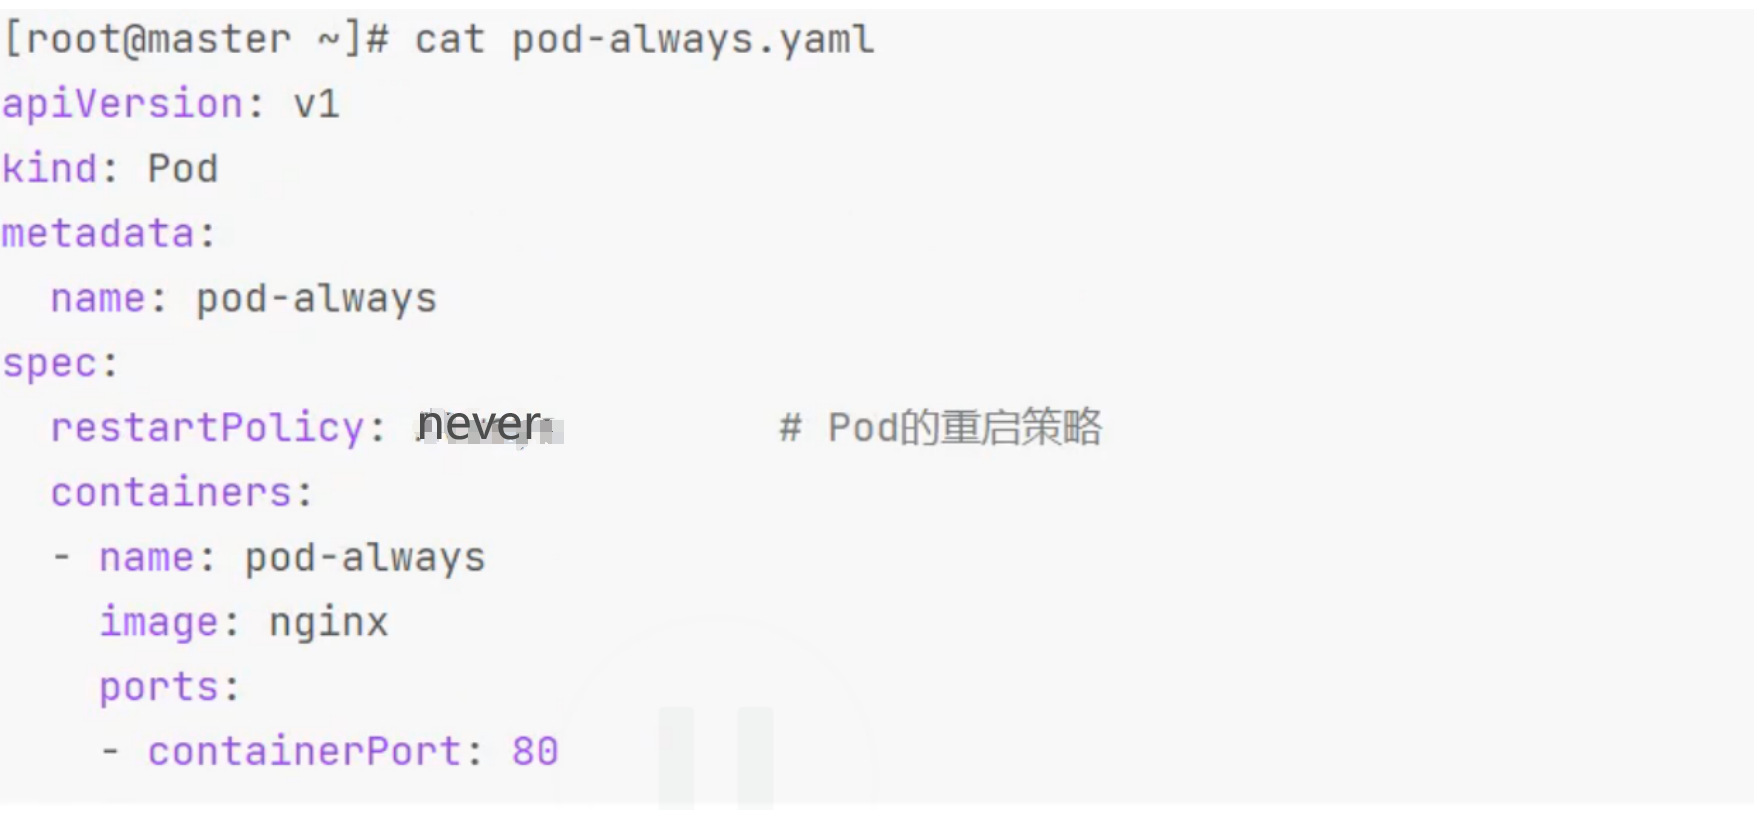 [root@master ~]# cat pod-always.yaml
apiVersion: v1
kind: Pod
metadata:
  name: pod-always
spec:
  restartPolicy: never # Pod的重启策略
  containers:
  - name: pod-always
    image: nginx
    ports:
    - containerPort: 80